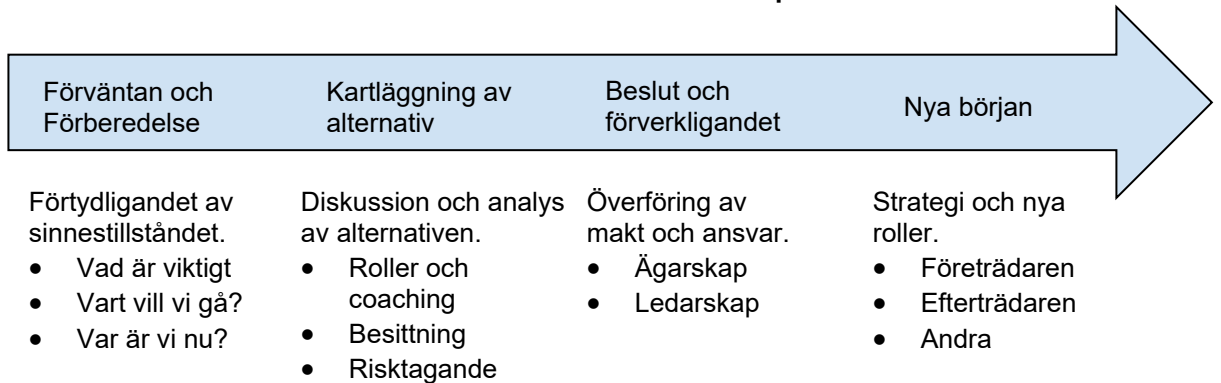 Förväntan och
Förberedelse
Kartläggning av
alternativ
Beslut och
förverkligandet
Nya början
Förtydligandet av
sinnestillståndet.
• Vad är viktigt
• Vart vill vi gå?
• Var är vi nu?
Diskussion och analys
av alternativen.
• Roller och
coaching
• Besittning
• Risktagande
Överföring av
makt och ansvar.
• Ägarskap
• Ledarskap
Strategi och nya
roller.
• Företrädaren
• Efterträdaren
• Andra